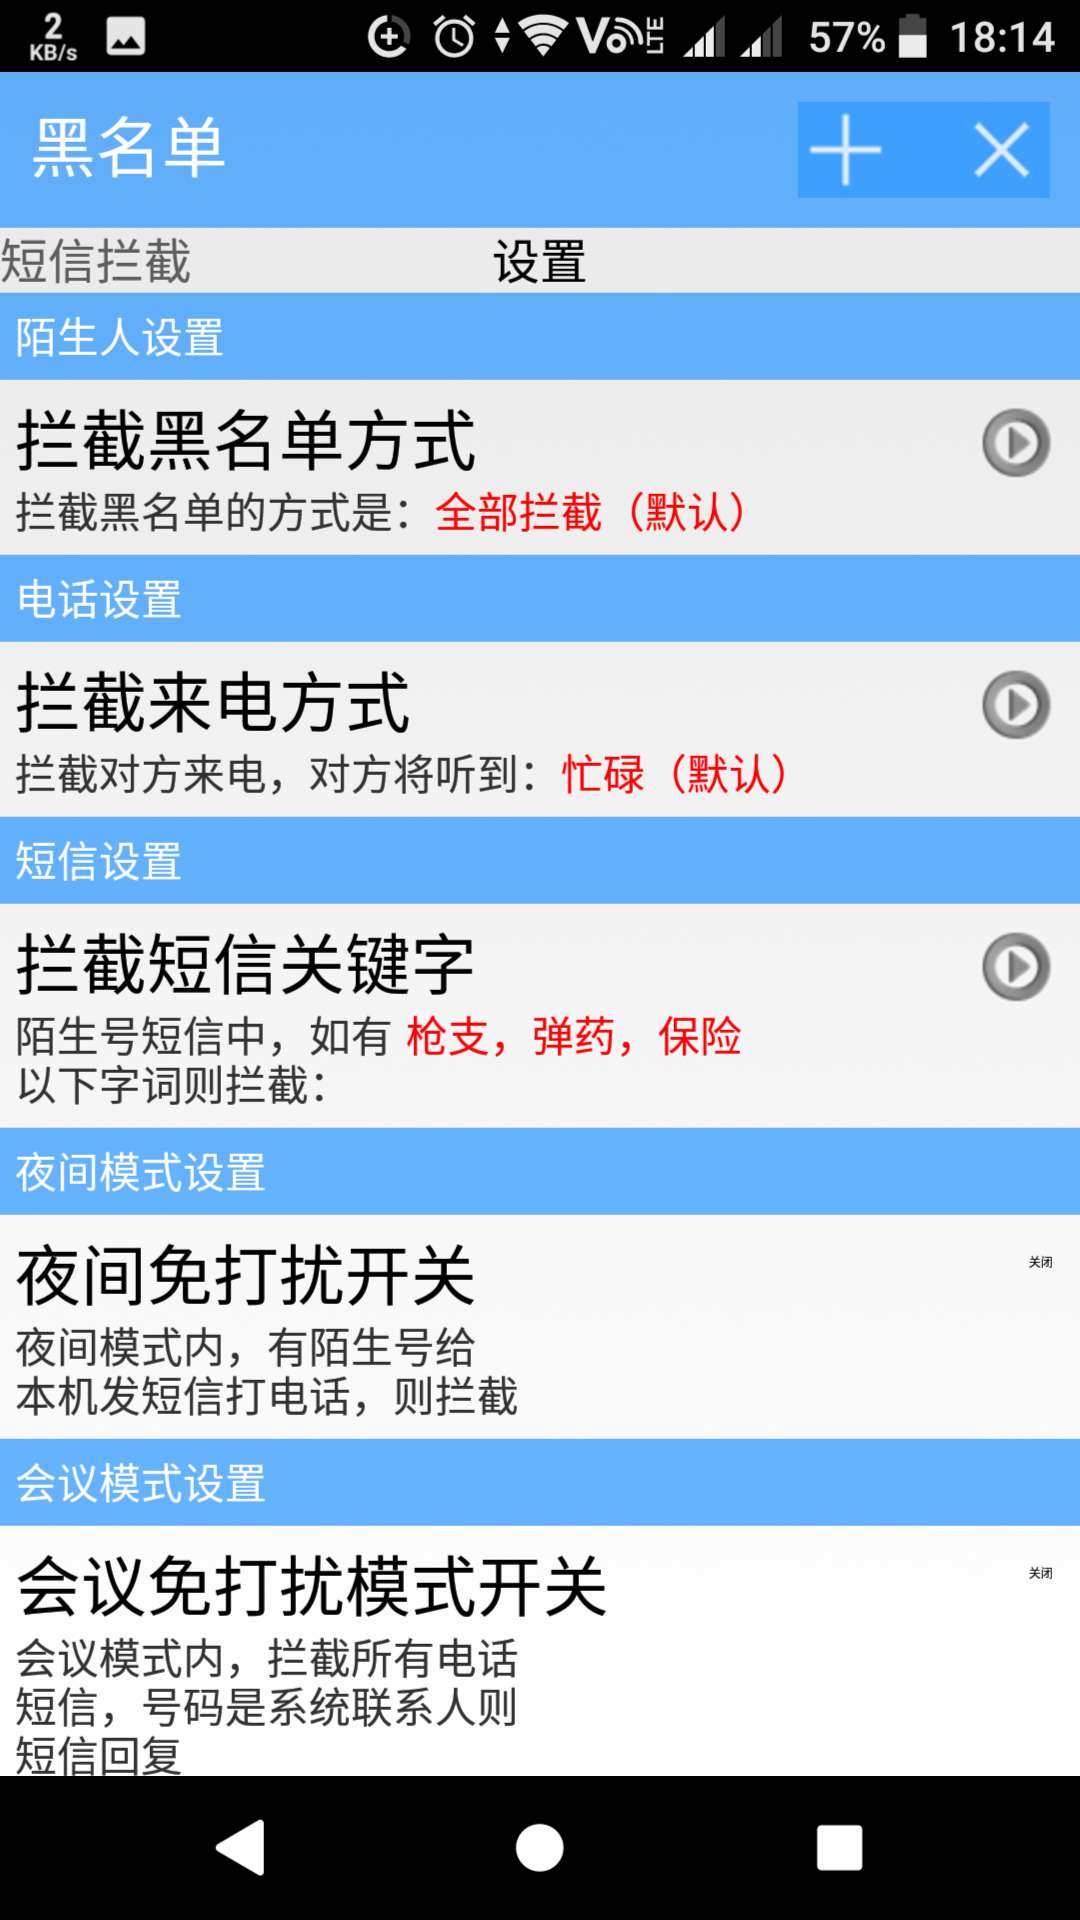 2
KB/s
VoLTE
57%
18:14
黑名单
短信拦截
设置
陌生人设置
拦截黑名单方式
拦截黑名单的方式是：全部拦截（默认）
电话设置
拦截来电方式
拦截对方来电，对方将听到：忙碌（默认）
短信设置
拦截短信关键字
陌生号短信中，如有 枪支，弹药，保险
以下字词则拦截：
夜间模式设置
夜间免打扰开关
关闭
夜间模式内，有陌生号给
本机发短信打电话，则拦截
会议模式设置
会议免打扰模式开关
关闭
会议模式内，拦截所有电话
短信，号码是系统联系人则
短信回复